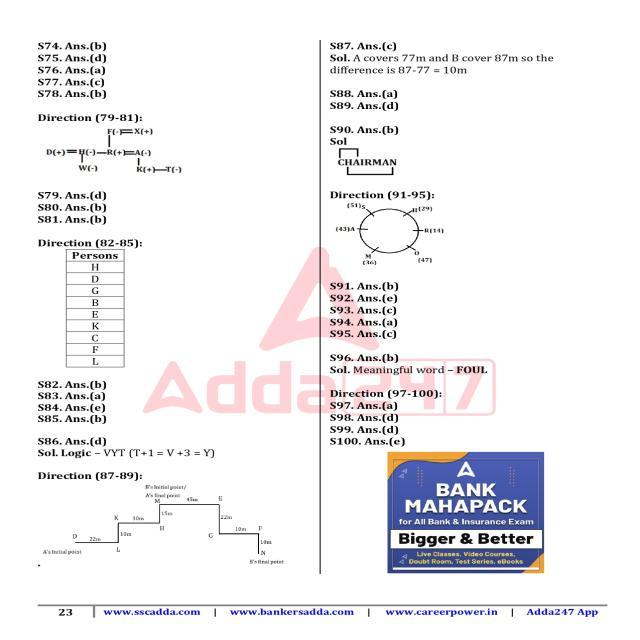 S74. Ans.(b)
S75. Ans.(d)
S76. Ans.(a)
S77. Ans.(c)
S78. Ans.(b)
Direction (79-81):
F(-)=X(+)
D(+)=H(-)—R(+)=A(-)
W(-)
K(+)—T(-)
S79. Ans.(d)
S80. Ans.(b)
S81. Ans.(b)
Direction (82-85):
Persons
H
D
G
B
E
K
C
F
L
S82. Ans.(b)
S83. Ans.(a)
S84. Ans.(e)
S85. Ans.(b)
S86. Ans.(d)
Sol. Logic – VYT (T+1 = V +3 = Y)
Direction (87-89):
B's Initial point/
A's final point
M 45m E
K 10m 15m 22m
H
D 22m 10m G 10m F
L 18m
A's Initial point N
B's final point
S87. Ans.(c)
Sol. A covers 77m and B cover 87m so the
difference is 87-77 = 10m
S88. Ans.(a)
S89. Ans.(d)
S90. Ans.(b)
Sol
CHAIRMAN
Direction (91-95):
(51)S
H(29)
(43)A
R(14)
M
(36)
O
(47)
S91. Ans.(b)
S92. Ans.(e)
S93. Ans.(c)
S94. Ans.(a)
S95. Ans.(c)
S96. Ans.(b)
Sol. Meaningful word – FOUL
Direction (97-100):
S97. Ans.(a)
S98. Ans.(d)
S99. Ans.(d)
S100. Ans.(e)
Adda247
BANK
MAHAPACK
for All Bank & Insurance Exam
Bigger & Better
Live Classes, Video Courses,
Doubt Room, Test Series, eBooks
23 | www.sscadda.com | www.bankersadda.com | www.careerpower.in | Adda247 App